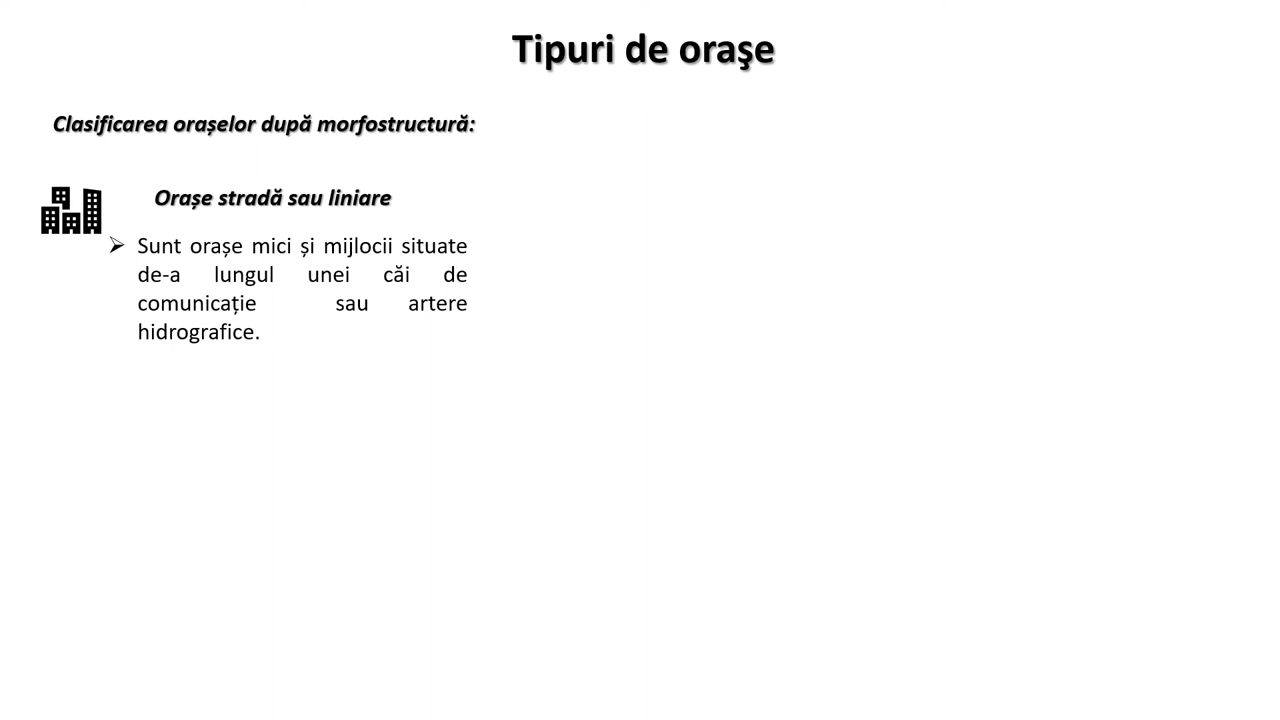 Tipuri de oraşe
Clasificarea orașelor după morfostructură:
Orașe stradă sau liniare
➢ Sunt orașe mici și mijlocii situate
de-a lungul unei căi de
comunicație sau artere
hidrografice.